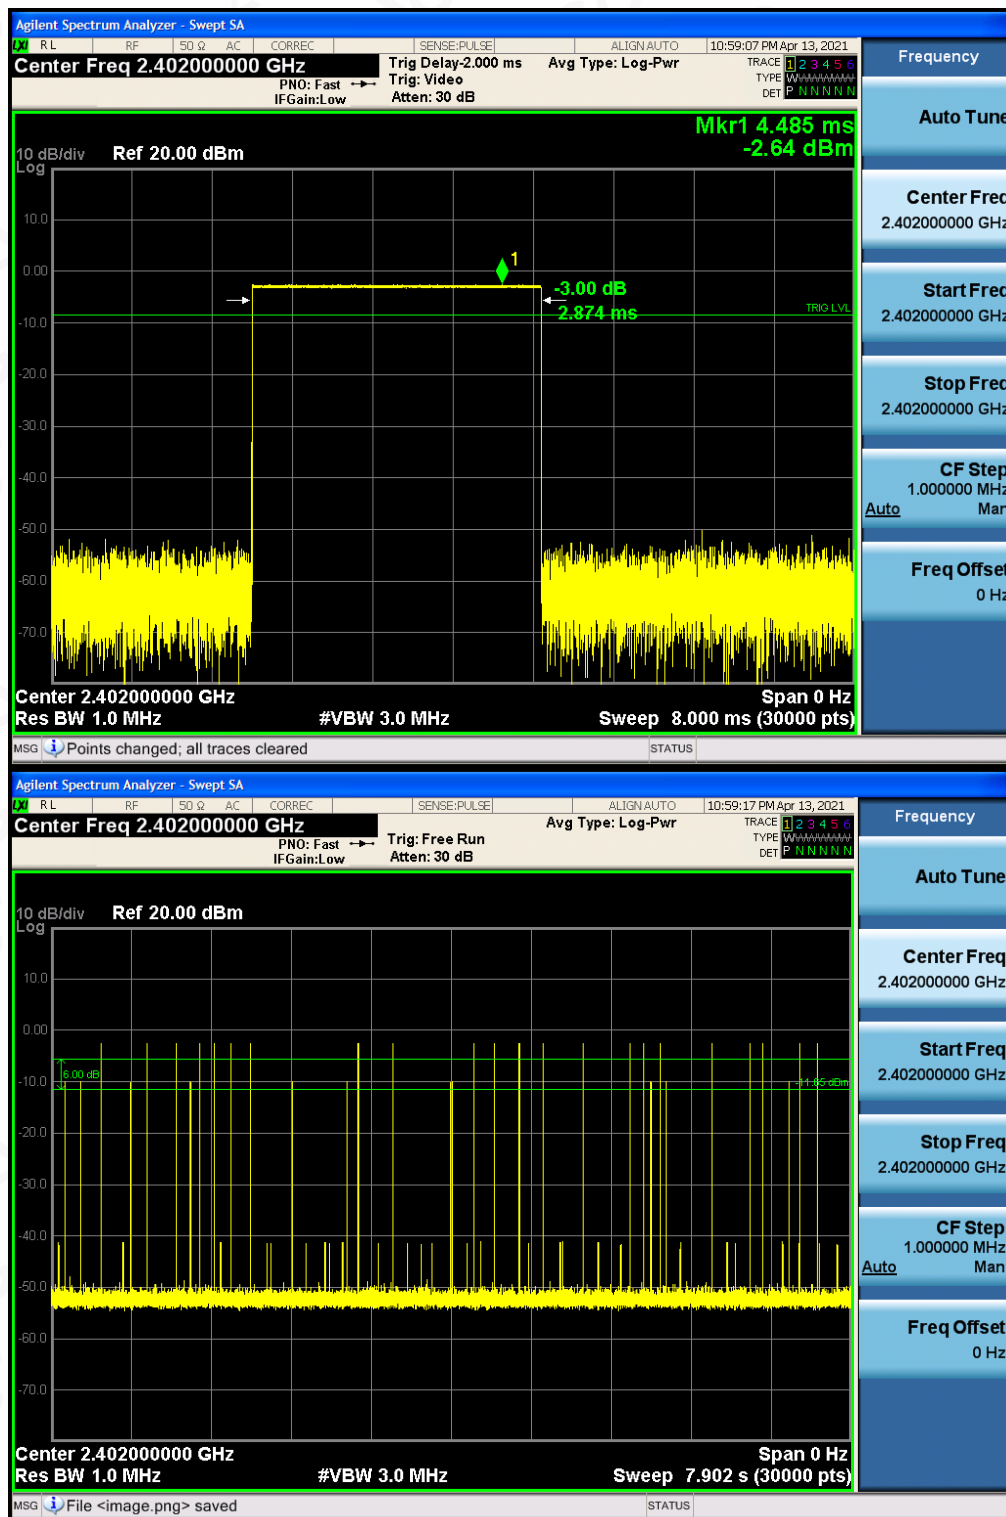 Agilent Spectrum Analyzer - Swept SA
LXI RL RF 50 Ω AC CORREC SENSE:PULSE ALIGN AUTO 10:59:07 PM Apr 13, 2021
Center Freq 2.402000000 GHz
PNO: Fast
IFGain:Low
Trig Delay-2.000 ms
Trig: Video
Atten: 30 dB
Avg Type: Log-Pwr
TRACE 1 2 3 4 5 6
TYPE
DET P N N N N N
Mkr1 4.485 ms
-2.64 dBm
10 dB/div Ref 20.00 dBm
Log
10.0
0.00
1
-3.00 dB
2.874 ms
TRIG LVL
-10.0
-20.0
-30.0
-40.0
-50.0
-60.0
-70.0
Center 2.402000000 GHz Span 0 Hz
Res BW 1.0 MHz #VBW 3.0 MHz Sweep 8.000 ms (30000 pts)
MSG Points changed; all traces cleared STATUS
Frequency
Auto Tune
Center Freq
2.402000000 GHz
Start Freq
2.402000000 GHz
Stop Freq
2.402000000 GHz
CF Step
1.000000 MHz
Auto Man
Freq Offset
0 Hz
Agilent Spectrum Analyzer - Swept SA
LXI RL RF 50 Ω AC CORREC SENSE:PULSE ALIGN AUTO 10:59:17 PM Apr 13, 2021
Center Freq 2.402000000 GHz
PNO: Fast
IFGain:Low
Trig: Free Run
Atten: 30 dB
Avg Type: Log-Pwr
TRACE 1 2 3 4 5 6
TYPE
DET P N N N N N
10 dB/div Ref 20.00 dBm
Log
10.0
0.00
6.00 dB
-10.0
-11.65 dBm
-20.0
-30.0
-40.0
-50.0
-60.0
-70.0
Center 2.402000000 GHz Span 0 Hz
Res BW 1.0 MHz #VBW 3.0 MHz Sweep 7.902 s (30000 pts)
MSG File <image.png> saved STATUS
Frequency
Auto Tune
Center Freq
2.402000000 GHz
Start Freq
2.402000000 GHz
Stop Freq
2.402000000 GHz
CF Step
1.000000 MHz
Auto Man
Freq Offset
0 Hz